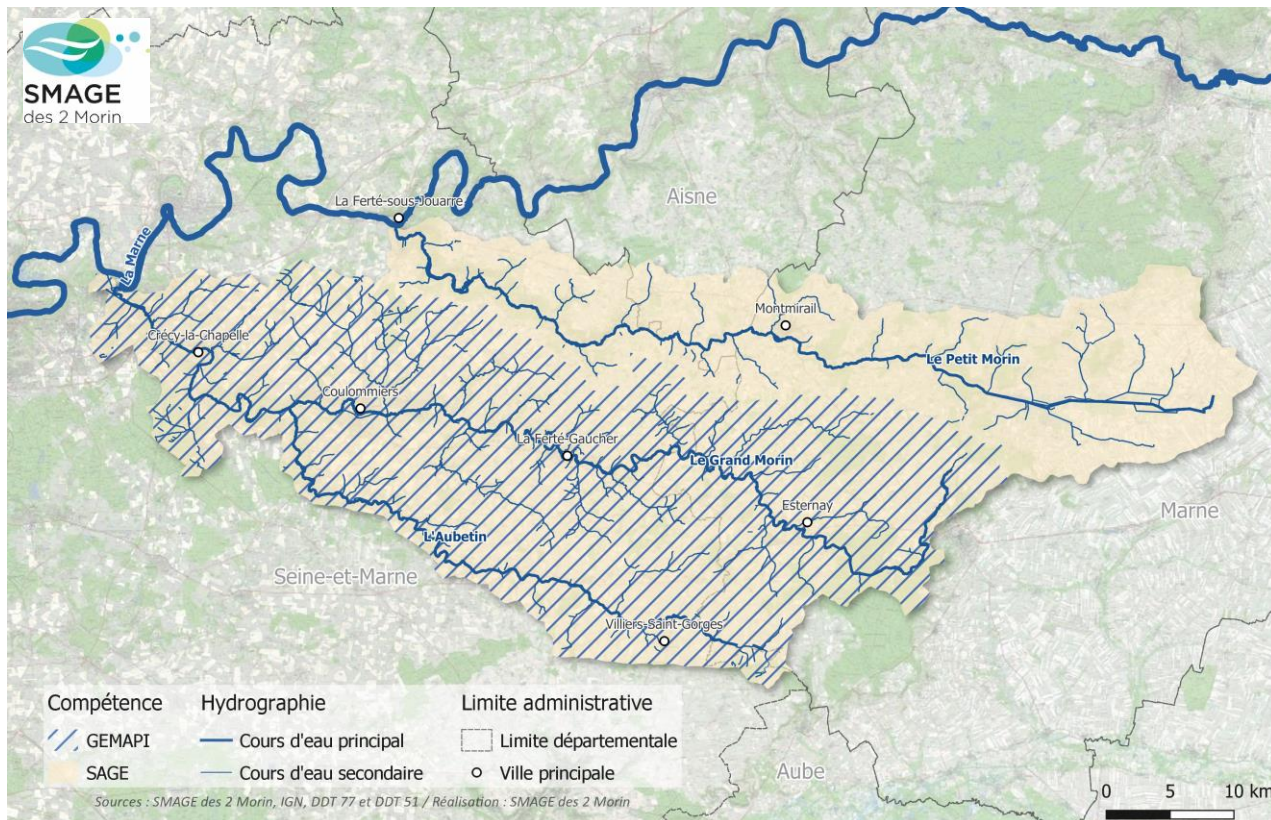 SMAGE
des 2 Morin
La Ferté-sous-Jouarre
Aisne
La Marne
Montmirail
Crécy-la-Chapelle
Le Petit Morin
Coulommiers
La Ferté-Gaucher
Le Grand Morin
Esternay
Marne
L'Aubetin
Seine-et-Marne
Villiers-Saint-Gorges
Compétence
GEMAPI
SAGE
Hydrographie
Cours d'eau principal
Cours d'eau secondaire
Limite administrative
Limite départementale
Ville principale
Aube
Sources : SMAGE des 2 Morin, IGN, DDT 77 et DDT 51 / Réalisation : SMAGE des 2 Morin
0 5 10 km